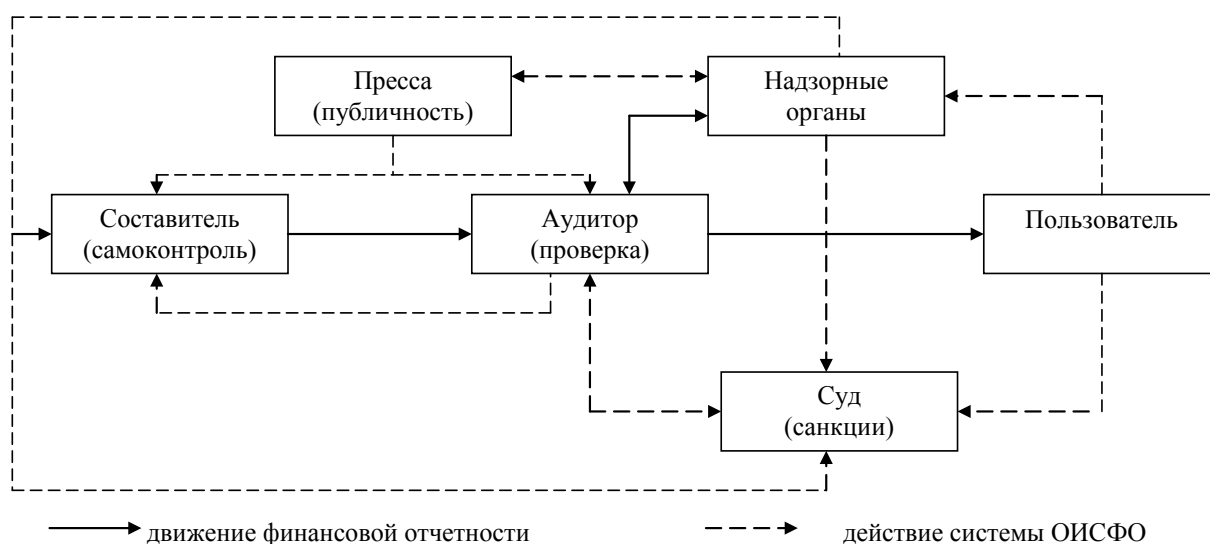 Пресса
(публичность)
Надзорные
органы
Составитель
(самоконтроль)
Аудитор
(проверка)
Пользователь
Суд
(санкции)
движение финансовой отчетности
действие системы ОИСФО